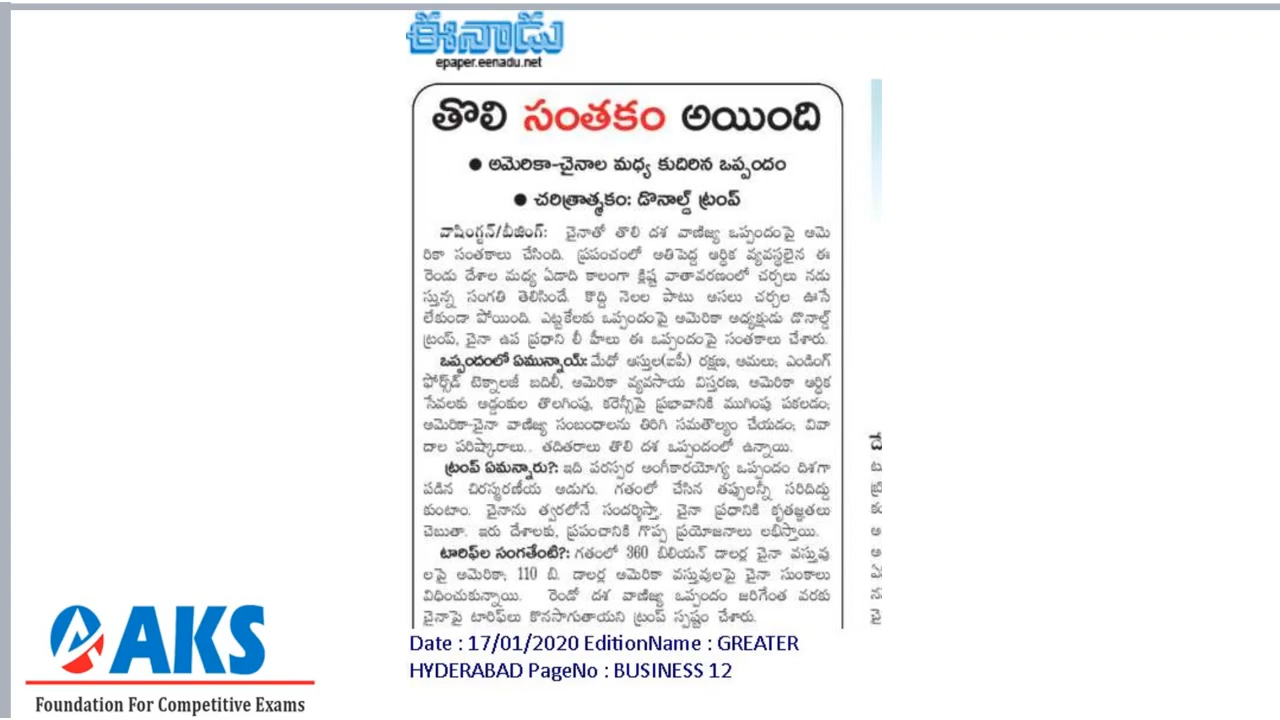 ఈనాడు
epaper.eenadu.net
తొలి సంతకం అయింది
● అమెరికా-చైనాల మధ్య కుదిరిన ఒప్పందం
● చరిత్రాత్మకం: డొనాల్డ్ ట్రంప్
వాషింగ్టన్/బీజింగ్: చైనాతో తొలి దశ వాణిజ్య ఒప్పందంపై అమె
రికా సంతకాలు చేసింది. ప్రపంచంలో అతిపెద్ద ఆర్థిక వ్యవస్థలైన ఈ
రెండు దేశాల మధ్య ఏడాది కాలంగా క్లిష్ట వాతావరణంలో చర్చలు నడు
స్తున్న సంగతి తెలిసిందే. కొద్ది నెలల పాటు అసలు చర్చల ఊసే
లేకుండా పోయింది. ఎట్టకేలకు ఒప్పందంపై అమెరికా అధ్యక్షుడు డొనాల్డ్
ట్రంప్, చైనా ఉప ప్రధాని లీ హీలు ఈ ఒప్పందంపై సంతకాలు చేశారు.
ఒప్పందంలో ఏమున్నాయ్: మేధో ఆస్తుల(ఐపీ) రక్షణ, అమలు; ఎండింగ్
ఫోర్స్‌డ్ టెక్నాలజీ బదిలీ, అమెరికా వ్యవసాయ విస్తరణ, అమెరికా ఆర్థిక
సేవలకు అడ్డంకుల తొలగింపు, కరెన్సీపై ప్రభావానికి ముగింపు పకలడం;
అమెరికా-చైనా వాణిజ్య సంబంధాలను తిరిగి సమతౌల్యం చేయడం; వివా
దాల పరిష్కారాలు.. తదితరాలు తొలి దశ ఒప్పందంలో ఉన్నాయి.
ట్రంప్ ఏమన్నారు?: ఇది పరస్పర అంగీకారయోగ్య ఒప్పందం దిశగా
పడిన చిరస్మరణీయ అడుగు. గతంలో చేసిన తప్పులన్నీ సరిదిద్దు
కుంటాం. చైనాను త్వరలోనే సందర్శిస్తా. చైనా ప్రధానికి కృతజ్ఞతలు
చెబుతా. ఇరు దేశాలకు, ప్రపంచానికి గొప్ప ప్రయోజనాలు లభిస్తాయి.
టారిఫ్‌ల సంగతేంటి?: గతంలో 360 బిలియన్ డాలర్ల చైనా వస్తువు
లపై అమెరికా; 110 బి. డాలర్ల అమెరికా వస్తువులపై చైనా సుంకాలు
విధించుకున్నాయి. రెండో దశ వాణిజ్య ఒప్పందం జరిగేంత వరకు
చైనాపై టారిఫ్‌లు కొనసాగుతాయని ట్రంప్ స్పష్టం చేశారు.
Date : 17/01/2020 EditionName : GREATER
HYDERABAD PageNo : BUSINESS 12
AKS
Foundation For Competitive Exams